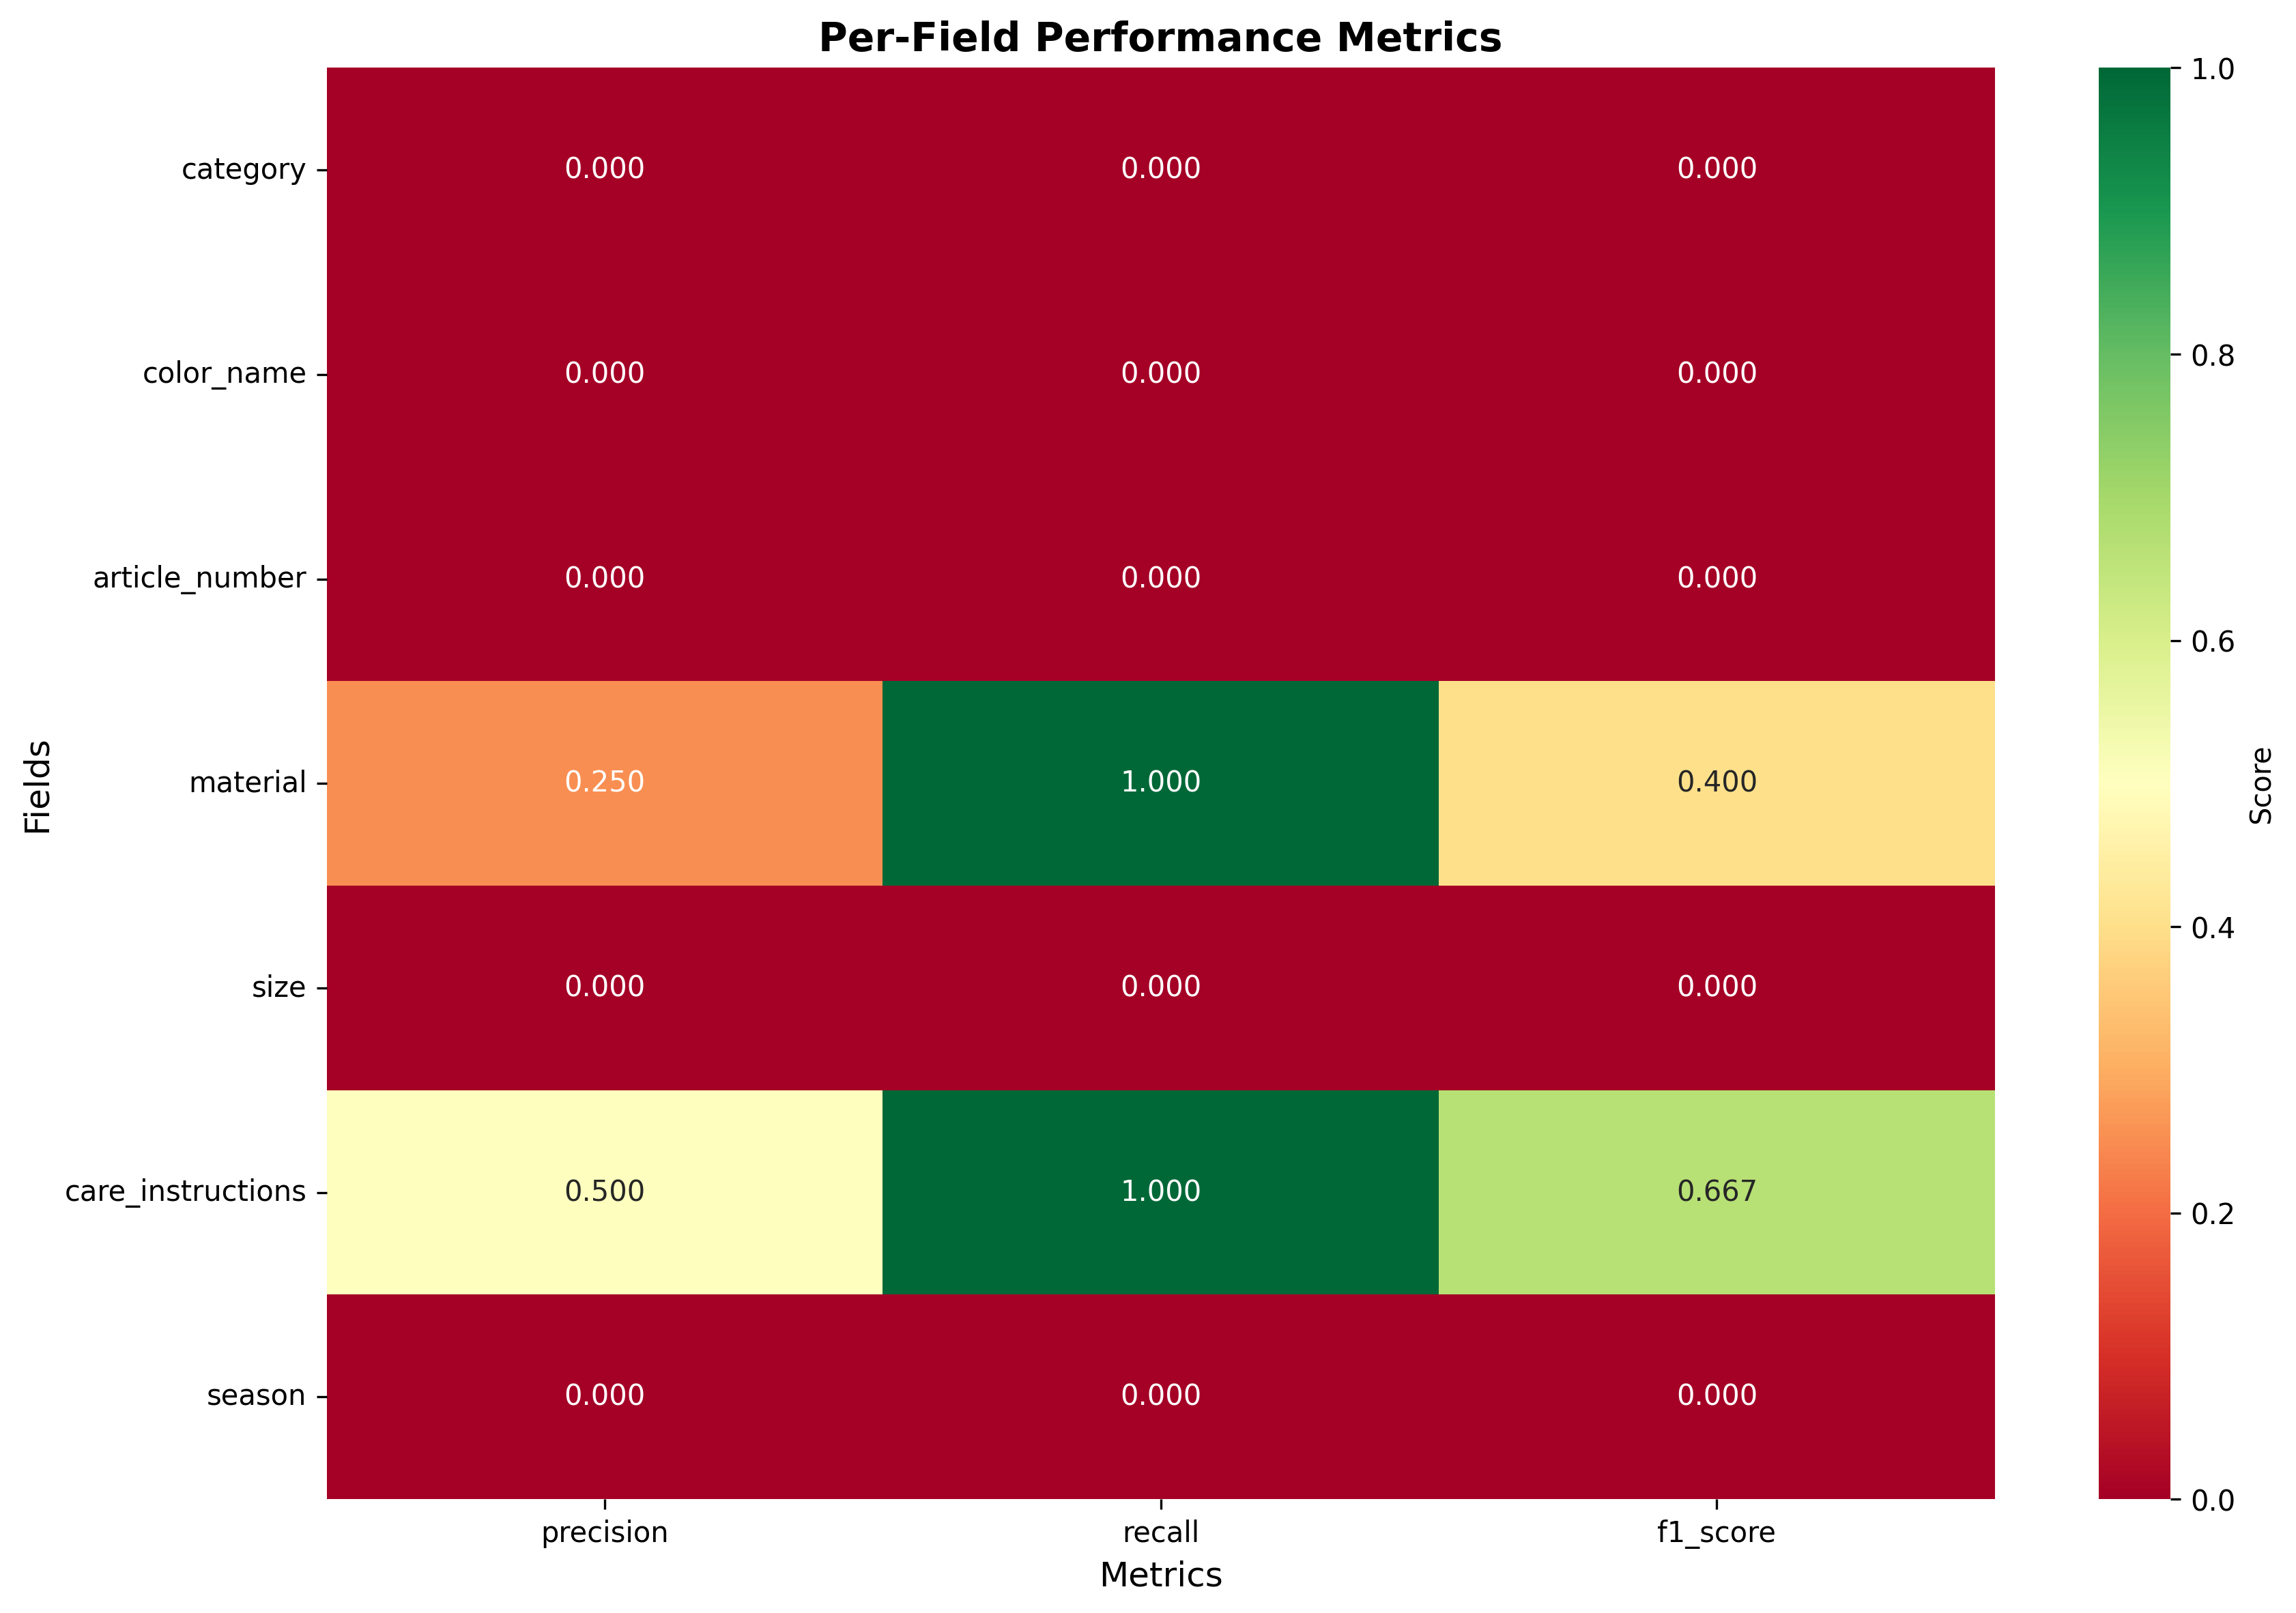 Per-Field Performance Metrics
category 0.000 0.000 0.000
color_name 0.000 0.000 0.000
article_number 0.000 0.000 0.000
material 0.250 1.000 0.400
size 0.000 0.000 0.000
care_instructions 0.500 1.000 0.667
season 0.000 0.000 0.000
precision recall f1_score
Metrics
Fields
1.0
0.8
0.6
0.4
0.2
0.0
Score